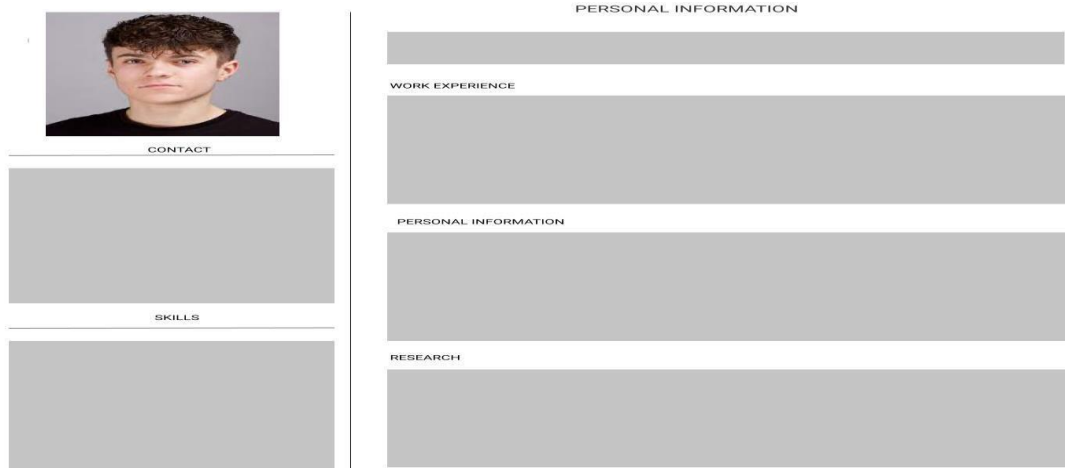 CONTACT
SKILLS
PERSONAL INFORMATION
WORK EXPERIENCE
PERSONAL INFORMATION
RESEARCH